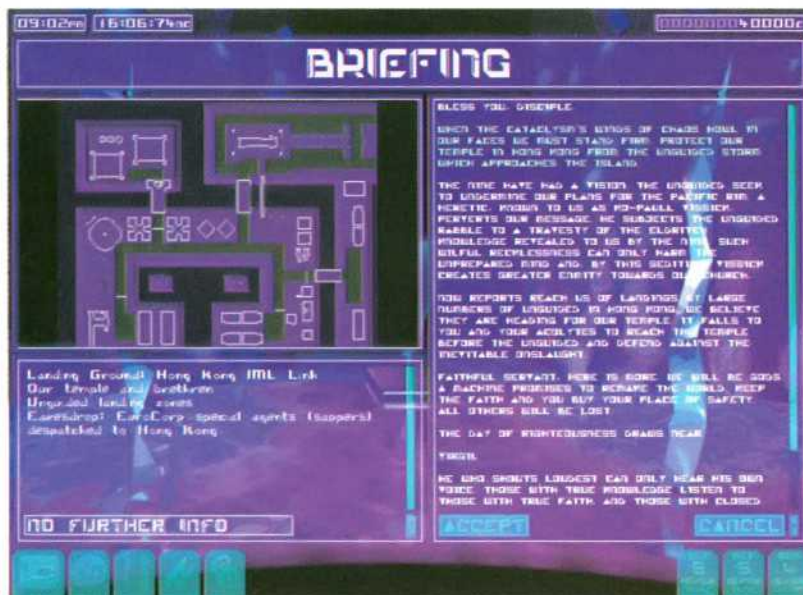 09:02PM 16:06:74NC
BRIEFING
BLESS YOU, DISCIPLE.
WHEN THE CATACLYSM'S WINGS OF CHAOS HOWL IN
OUR FACES WE MUST STAND FIRM. PROTECT OUR
TEMPLE IN HONG KONG FROM THE UNGUIDED STORM
WHICH APPROACHES THE ISLAND.
THE NINE HAVE HAD A VISION. THE UNGUIDED SEEK
TO UNDERMINE OUR PLANS FOR THE PACIFIC RIM. A
HERETIC, KNOWN TO US AS
PERVERTS OUR MESSAGE. HE SUBJECTS THE UNGUIDED
RABBLE TO A TRAVESTY OF THE ELDRITCH
KNOWLEDGE REVEALED TO US BY THE NINE. SUCH
WILFUL RECKLESSNESS CAN ONLY HARM THE
UNPREPARED MIND AND BY THIS SEDITION
CREATES GREATER ENMITY TOWARDS OUR CHURCH.
NOW REPORTS REACH US OF LANDINGS BY LARGE
NUMBERS OF UNGUIDED IN HONG KONG. WE BELIEVE
THEY ARE HEADING FOR OUR TEMPLE. IT FALLS TO
YOU AND YOUR ACOLYTES TO REACH THE TEMPLE
BEFORE THE UNGUIDED AND DEFEND AGAINST THE
INEVITABLE ONSLAUGHT.
FAITHFUL SERVANT, HERE IS MORE. WE WILL BE GODS.
A MACHINE PROMISES TO REMAKE THE WORLD. KEEP
THE FAITH AND YOU BUY YOUR PLACE OF SAFETY.
ALL OTHERS WILL BE LOST.
THE DAY OF RIGHTEOUSNESS DRAWS NEAR.
VIRGIL
HE WHO SHOUTS LOUDEST CAN ONLY HEAR HIS OWN
VOICE. THOSE WITH TRUE KNOWLEDGE LISTEN TO
THOSE WITH TRUE FAITH. AND THOSE WITH CLOSED
Landing Ground: Hong Kong IML Link
Our temple and brethren
Unguided landing zones
Eavesdrop: EuroCorp special agents (sappers)
despatched to Hong Kong
NO FURTHER INFO
ACCEPT CANCEL